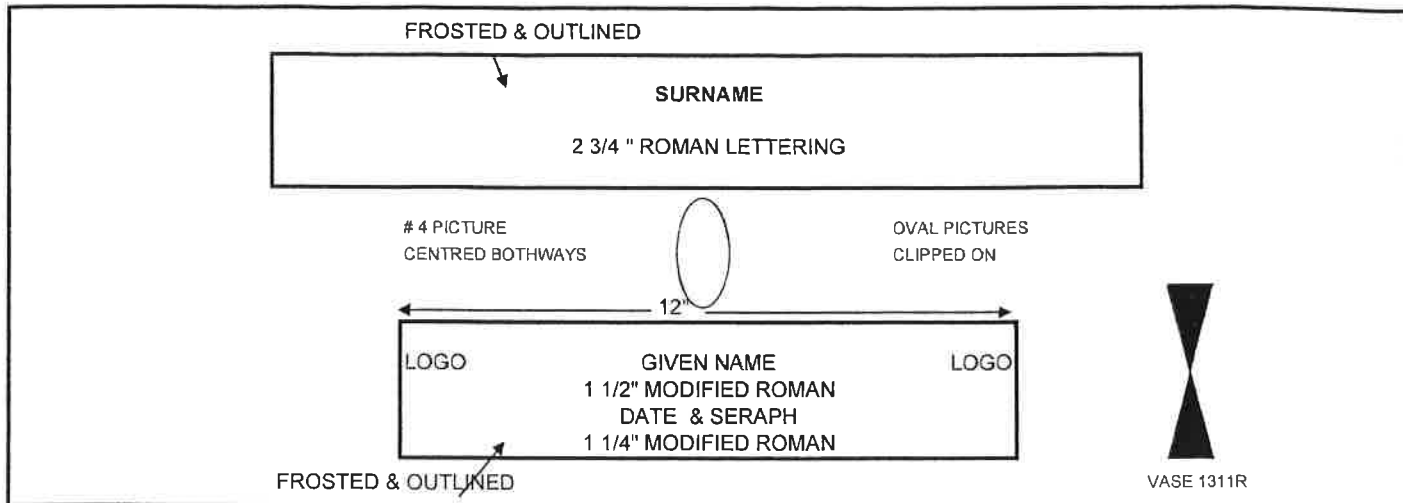 FROSTED & OUTLINED
SURNAME
2 3/4 " ROMAN LETTERING
# 4 PICTURE
CENTRED BOTHWAYS
OVAL PICTURES
CLIPPED ON
12"
LOGO GIVEN NAME LOGO
1 1/2" MODIFIED ROMAN
DATE & SERAPH
1 1/4" MODIFIED ROMAN
FROSTED & OUTLINED
VASE 1311R